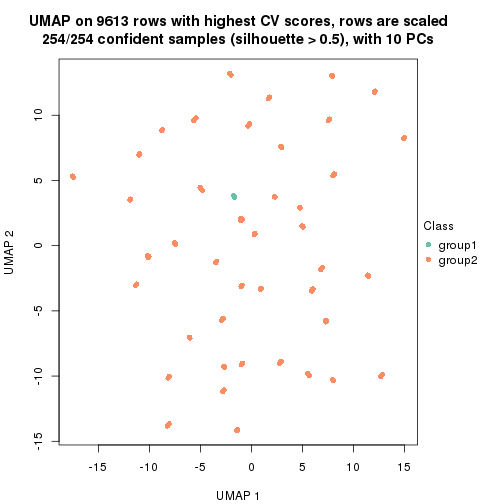 UMAP on 9613 rows with highest CV scores, rows are scaled
254/254 confident samples (silhouette > 0.5), with 10 PCs
10
5
0
-5
-10
-15
UMAP 2
Class
group1
group2
-15 -10 -5 0 5 10 15
UMAP 1